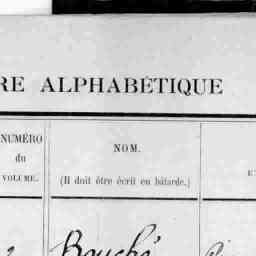 RE ALPHABÉTIQUE
NUMÉRO
du
VOLUME.
NOM.
(Il doit être écrit en bâtarde.)
Bouché